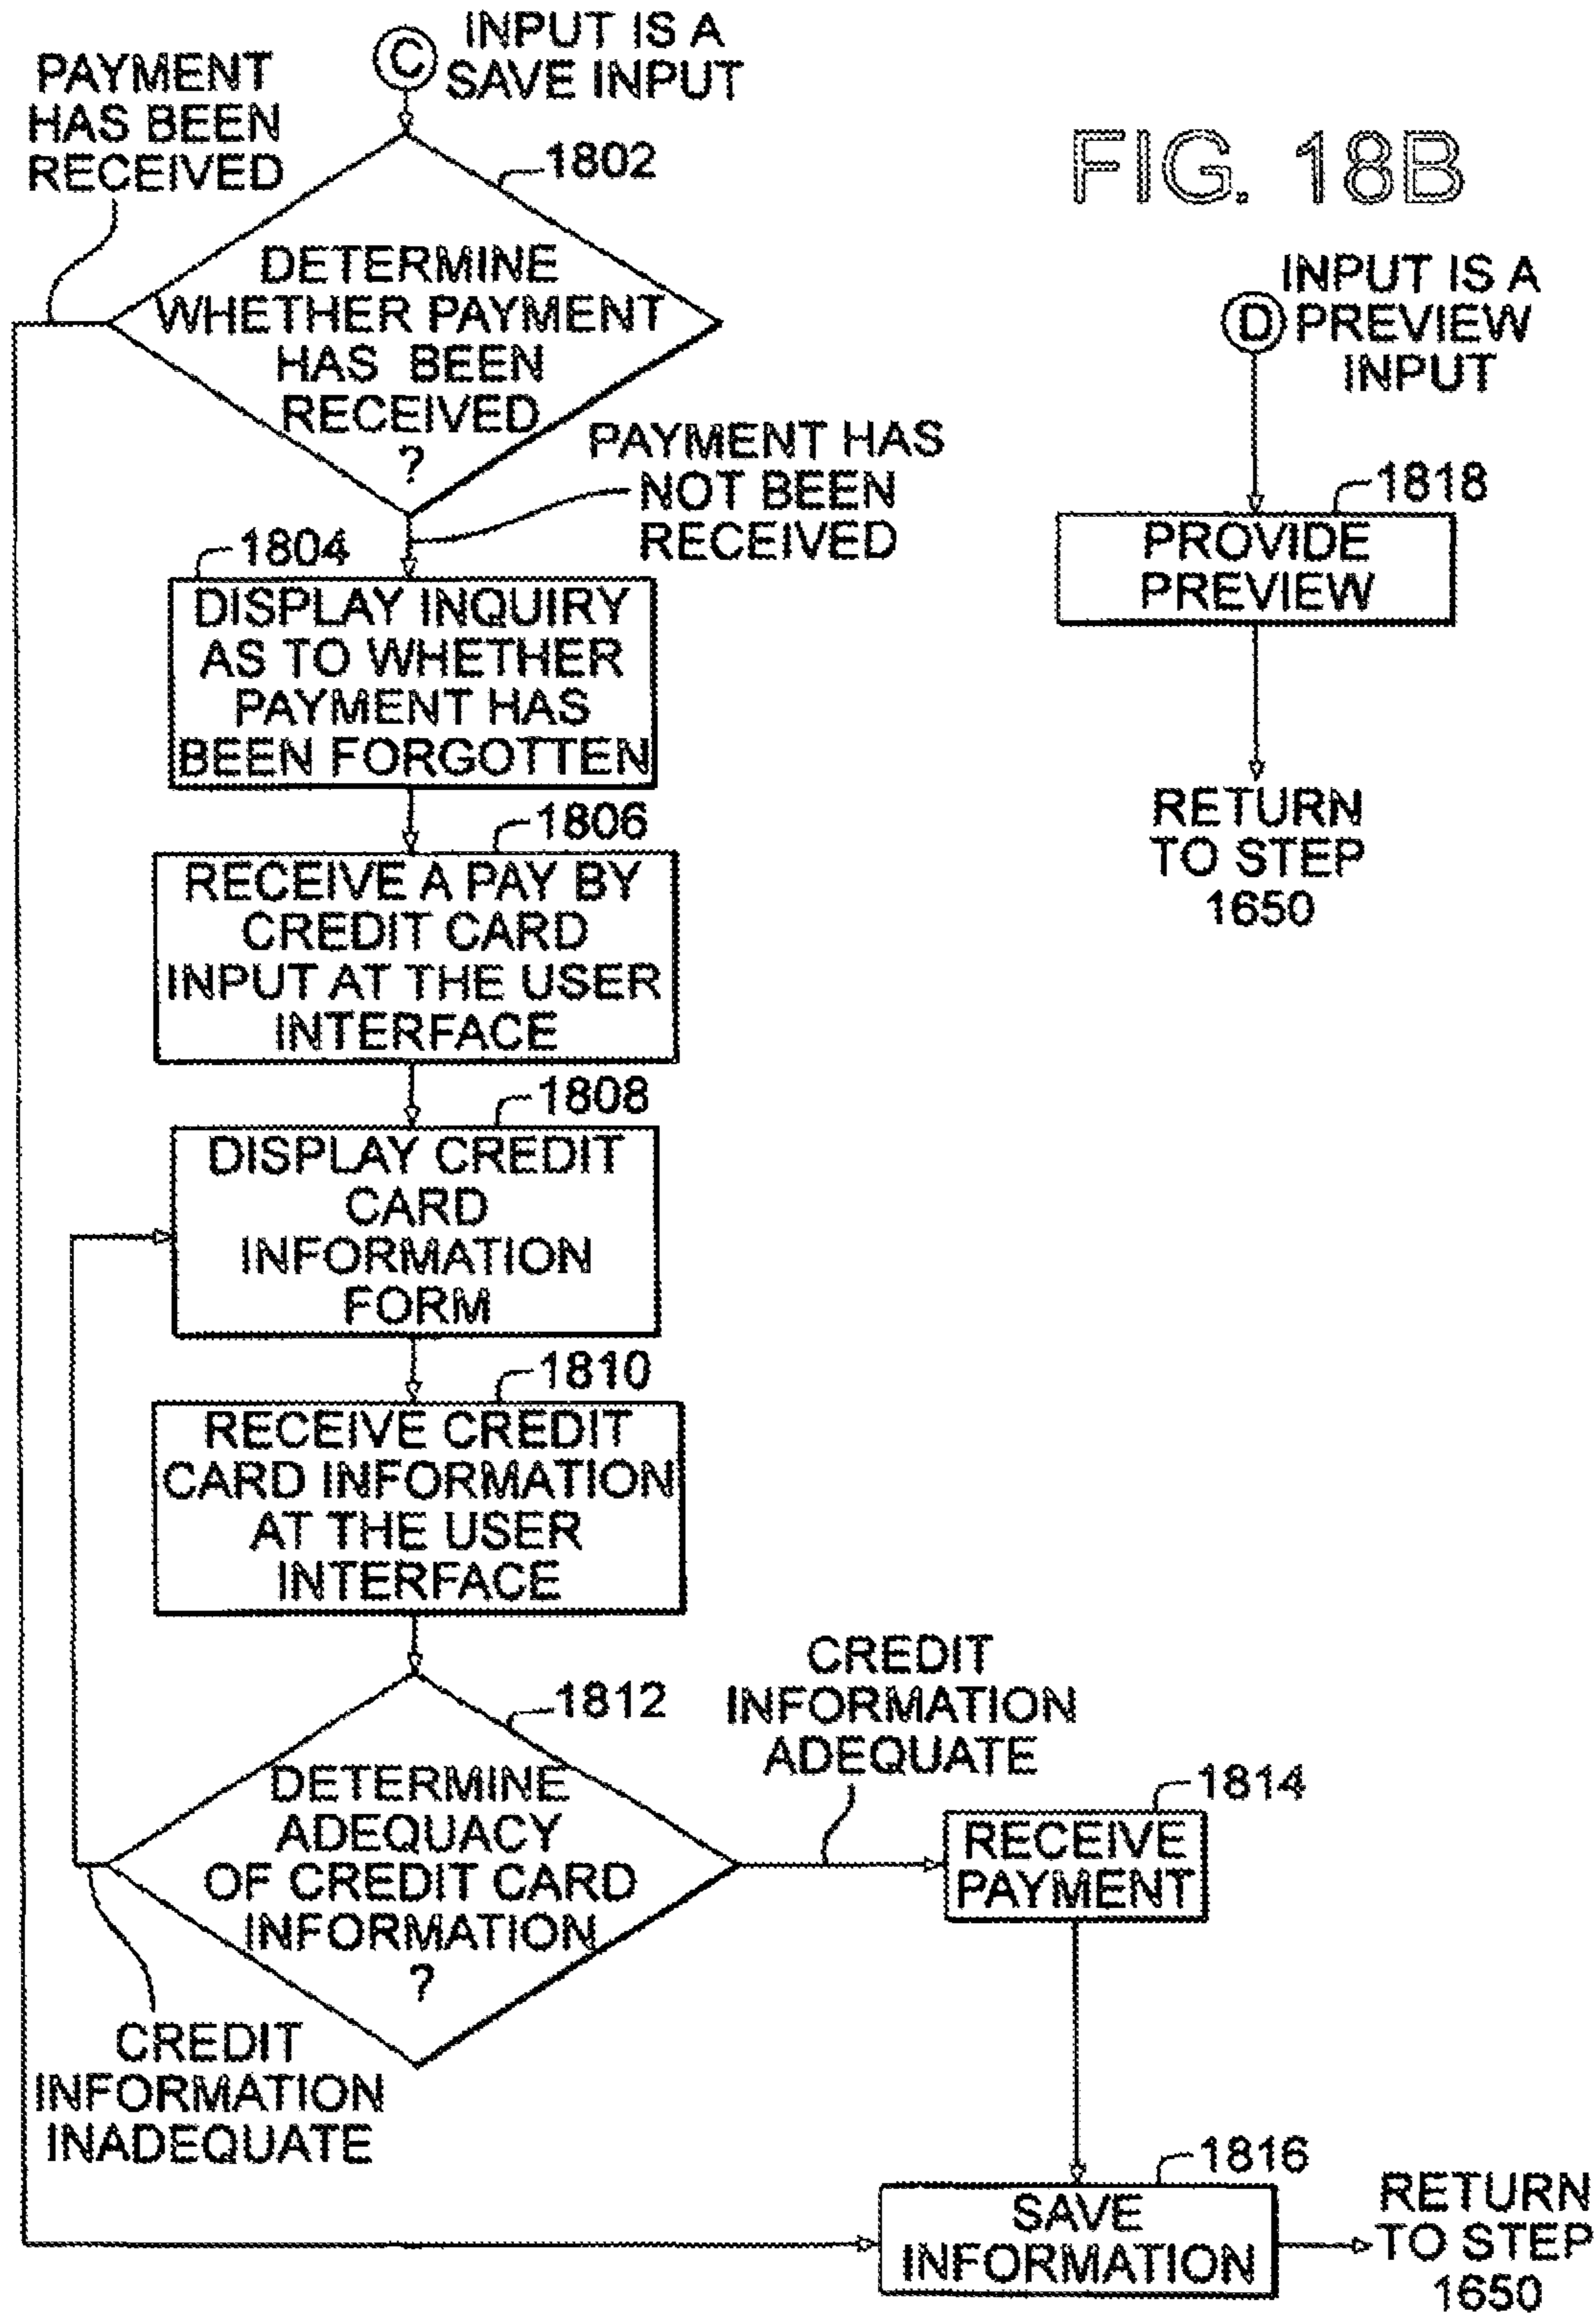 C
INPUT IS A
SAVE INPUT
PAYMENT
HAS BEEN
RECEIVED
1802
FIG. 18B
DETERMINE
WHETHER PAYMENT
HAS BEEN
RECEIVED
?
D
INPUT IS A
PREVIEW
INPUT
PAYMENT HAS
NOT BEEN
RECEIVED
1818
PROVIDE
PREVIEW
1804
DISPLAY INQUIRY
AS TO WHETHER
PAYMENT HAS
BEEN FORGOTTEN
RETURN
TO STEP
1650
1806
RECEIVE A PAY BY
CREDIT CARD
INPUT AT THE USER
INTERFACE
1808
DISPLAY CREDIT
CARD
INFORMATION
FORM
1810
RECEIVE CREDIT
CARD INFORMATION
AT THE USER
INTERFACE
1812
DETERMINE
ADEQUACY
OF CREDIT CARD
INFORMATION
?
CREDIT
INFORMATION
ADEQUATE
1814
RECEIVE
PAYMENT
CREDIT
INFORMATION
INADEQUATE
1816
SAVE
INFORMATION
RETURN
TO STEP
1650